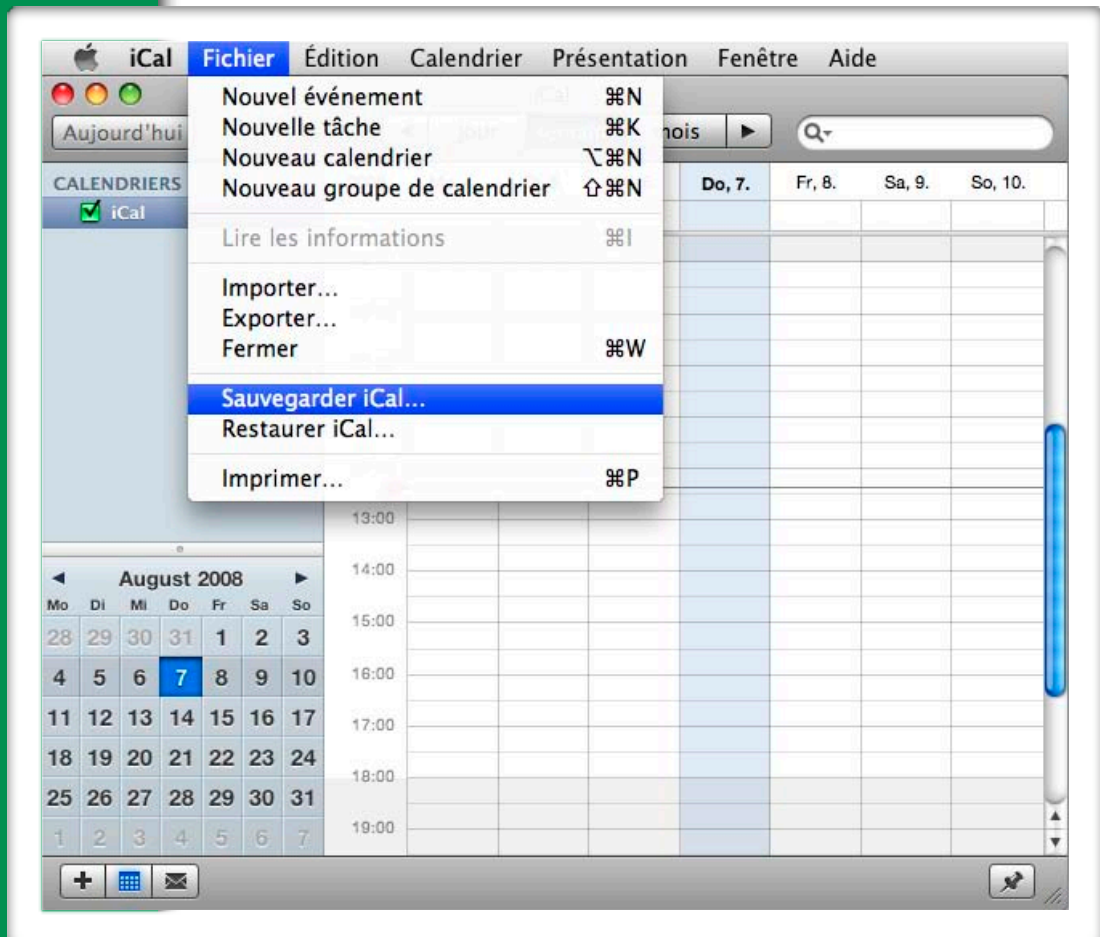 iCal Fichier Édition Calendrier Présentation Fenêtre Aide
Nouvel événement ⌘N
Nouvelle tâche ⌘K
Nouveau calendrier ⌥⌘N
Nouveau groupe de calendrier ⇧⌘N
Lire les informations ⌘I
Importer...
Exporter...
Fermer ⌘W
Sauvegarder iCal...
Restaurer iCal...
Imprimer... ⌘P
Aujourd'hui
CALENDRIERS
iCal
Do, 7. Fr, 8. Sa, 9. So, 10.
13:00
14:00
15:00
16:00
17:00
18:00
19:00
August 2008
Mo Di Mi Do Fr Sa So
28 29 30 31 1 2 3
4 5 6 7 8 9 10
11 12 13 14 15 16 17
18 19 20 21 22 23 24
25 26 27 28 29 30 31
1 2 3 4 5 6 7